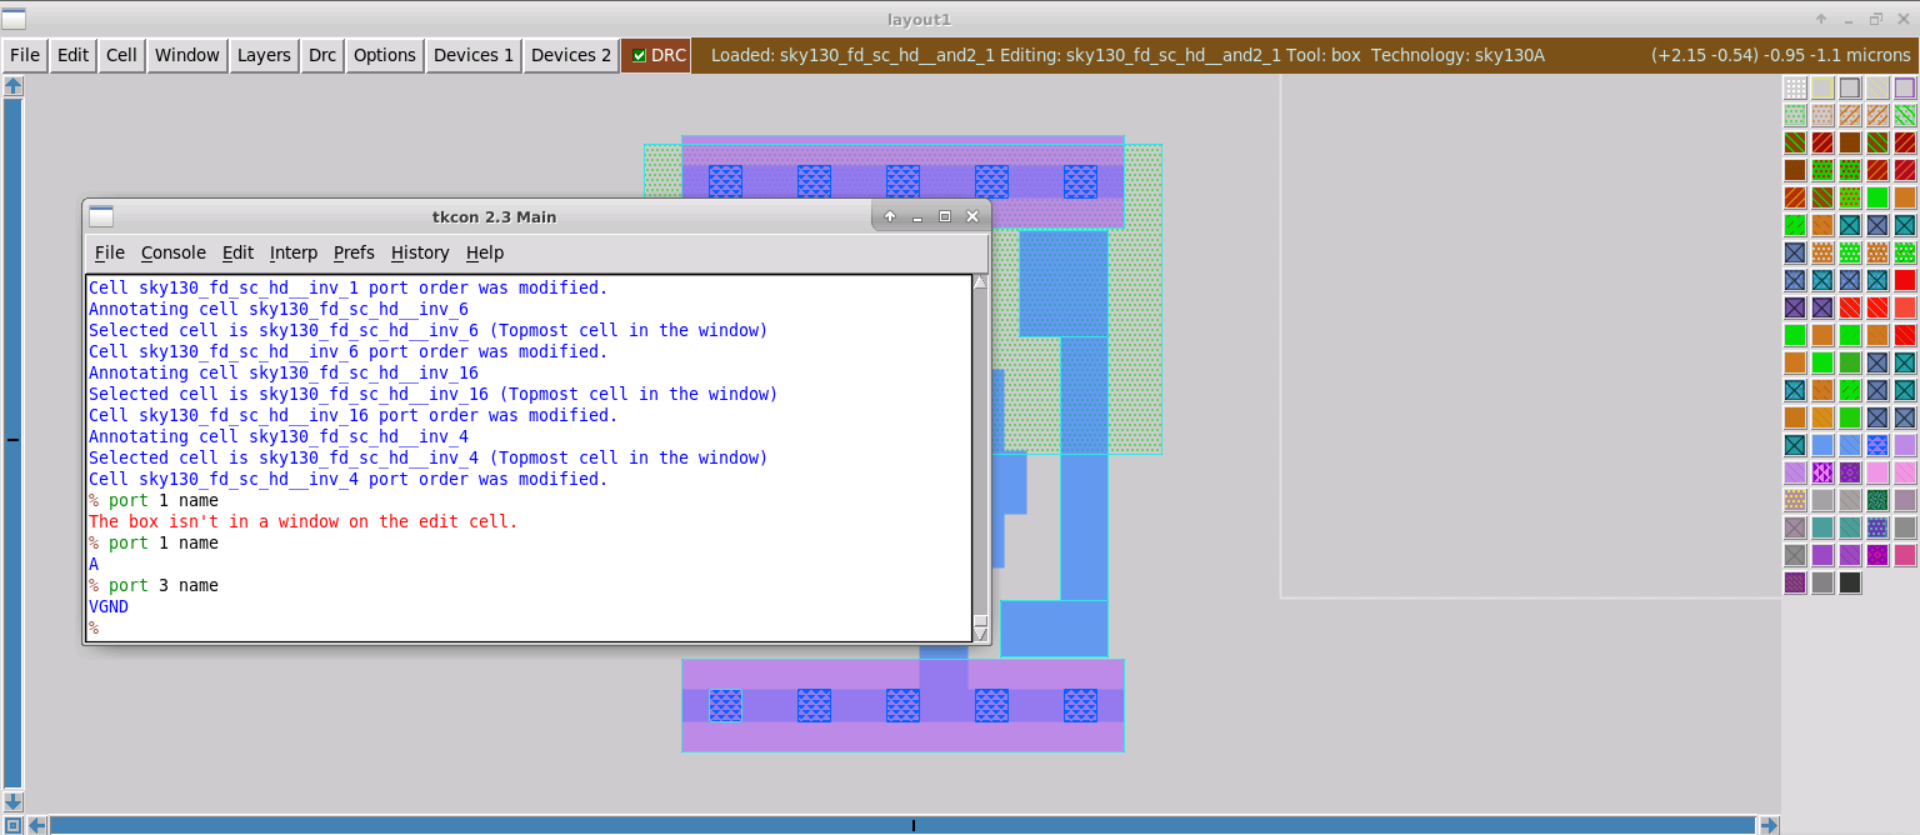 layout1
File Edit Cell Window Layers Drc Options Devices 1 Devices 2 DRC Loaded: sky130_fd_sc_hd__and2_1 Editing: sky130_fd_sc_hd__and2_1 Tool: box Technology: sky130A (+2.15 -0.54) -0.95 -1.1 microns
tkcon 2.3 Main
File Console Edit Interp Prefs History Help
Cell sky130_fd_sc_hd__inv_1 port order was modified.
Annotating cell sky130_fd_sc_hd__inv_6
Selected cell is sky130_fd_sc_hd__inv_6 (Topmost cell in the window)
Cell sky130_fd_sc_hd__inv_6 port order was modified.
Annotating cell sky130_fd_sc_hd__inv_16
Selected cell is sky130_fd_sc_hd__inv_16 (Topmost cell in the window)
Cell sky130_fd_sc_hd__inv_16 port order was modified.
Annotating cell sky130_fd_sc_hd__inv_4
Selected cell is sky130_fd_sc_hd__inv_4 (Topmost cell in the window)
Cell sky130_fd_sc_hd__inv_4 port order was modified.
% port 1 name
The box isn't in a window on the edit cell.
% port 1 name
A
% port 3 name
VGND
%